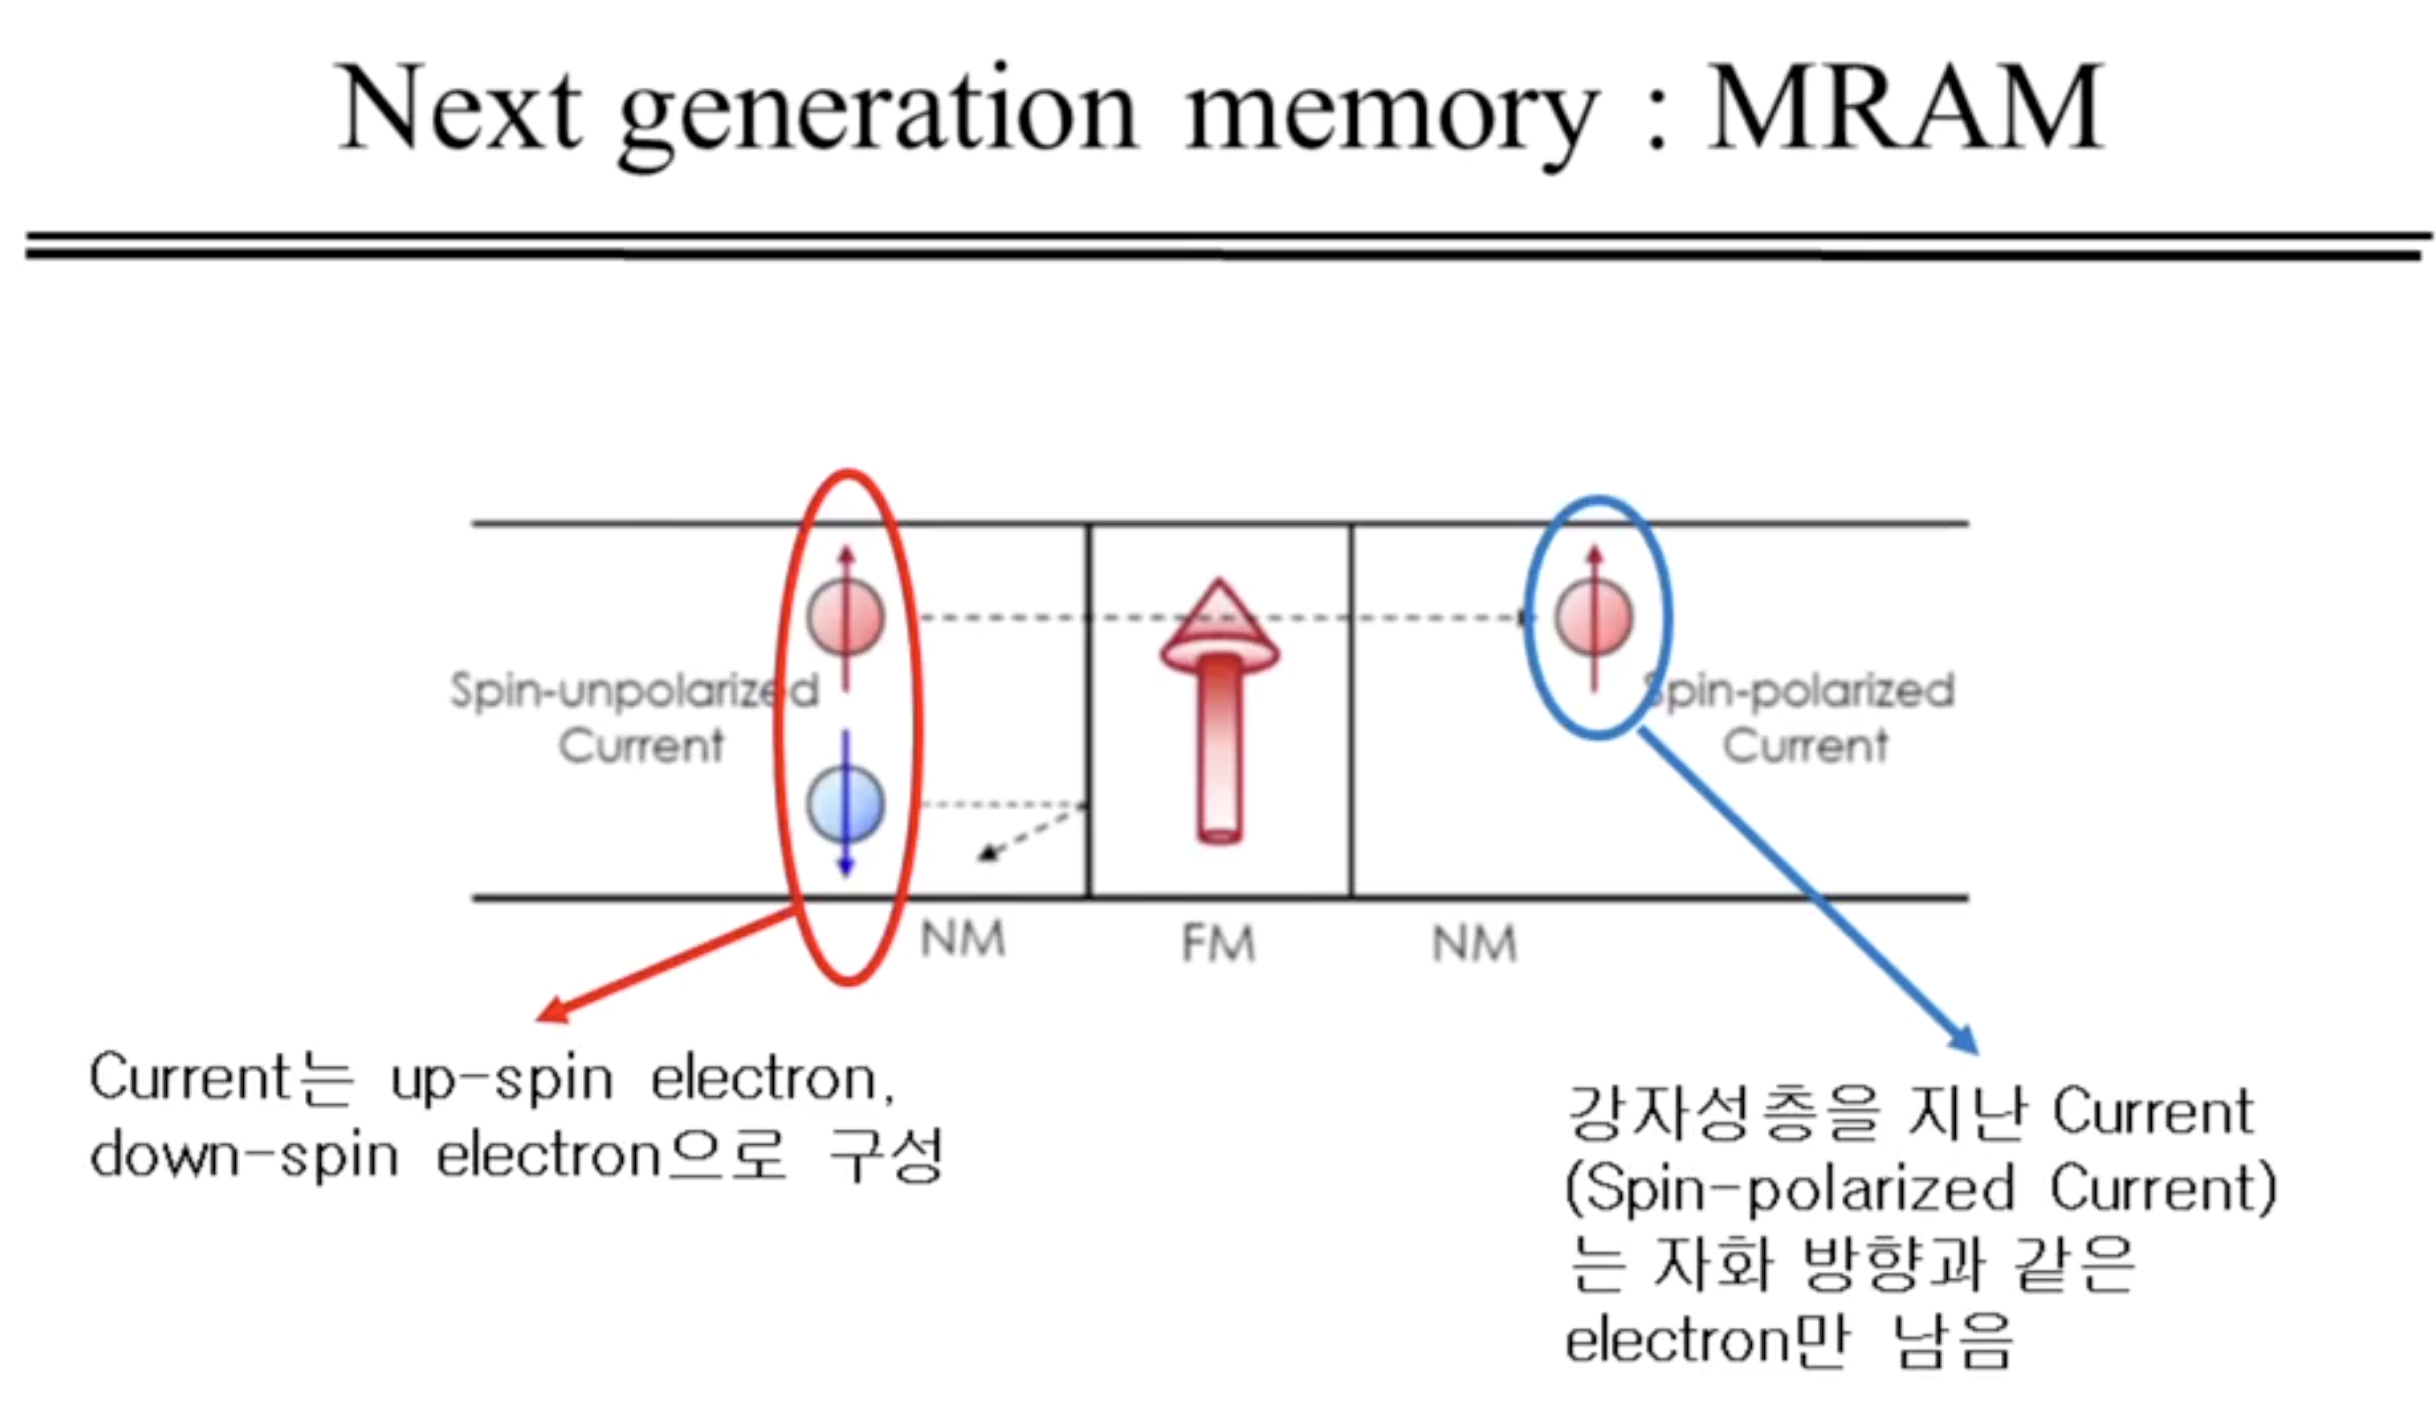 Next generation memory : MRAM
Spin-unpolarized
Current
Spin-polarized
Current
NM
FM
NM
Current는 up-spin electron,
down-spin electron으로 구성
강자성층을 지난 Current
(Spin-polarized Current)
는 자화 방향과 같은
electron만 남음